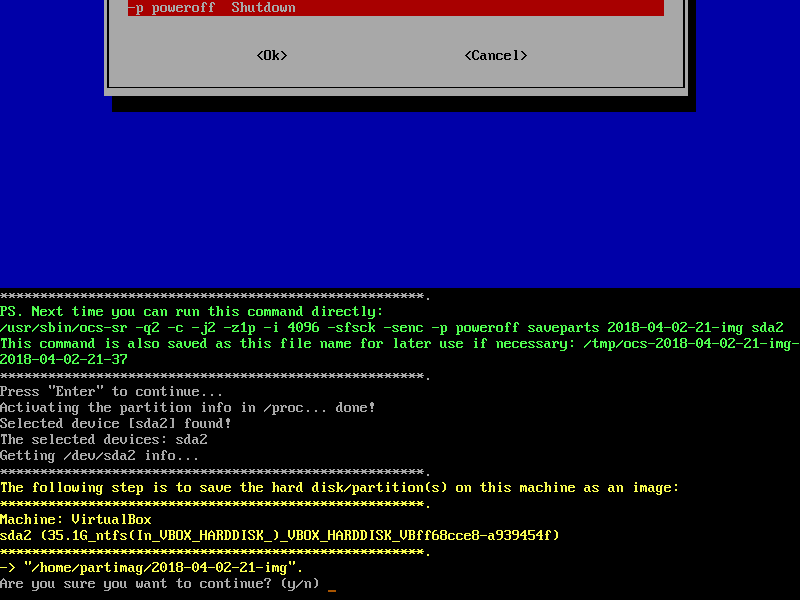 -p poweroff  Shutdown
<Ok> <Cancel>
*****************************************************.
PS. Next time you can run this command directly:
/usr/sbin/ocs-sr -q2 -c -j2 -z1p -i 4096 -sfsck -senc -p poweroff saveparts 2018-04-02-21-img sda2
This command is also saved as this file name for later use if necessary: /tmp/ocs-2018-04-02-21-img-
2018-04-02-21-37
*****************************************************.
Press "Enter" to continue...
Activating the partition info in /proc... done!
Selected device [sda2] found!
The selected devices: sda2
Getting /dev/sda2 info...
*****************************************************.
The following step is to save the hard disk/partition(s) on this machine as an image:
*****************************************************.
Machine: VirtualBox
sda2 (35.1G_ntfs(In_VBOX_HARDDISK_)_VBOX_HARDDISK_VBff68cce8-a939454f)
*****************************************************.
-> "/home/partimag/2018-04-02-21-img".
Are you sure you want to continue? (y/n) _